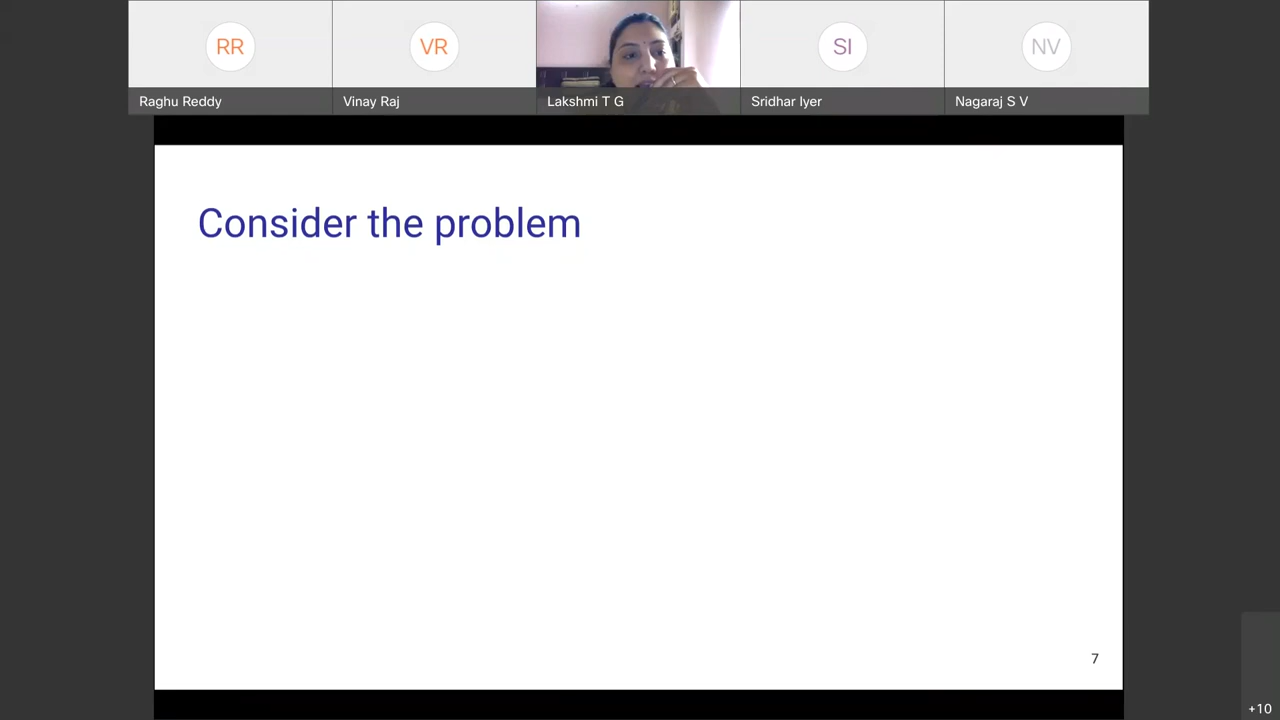 RR
VR
SI
NV
Raghu Reddy
Vinay Raj
Lakshmi T G
Sridhar Iyer
Nagaraj S V
Consider the problem
7
+10